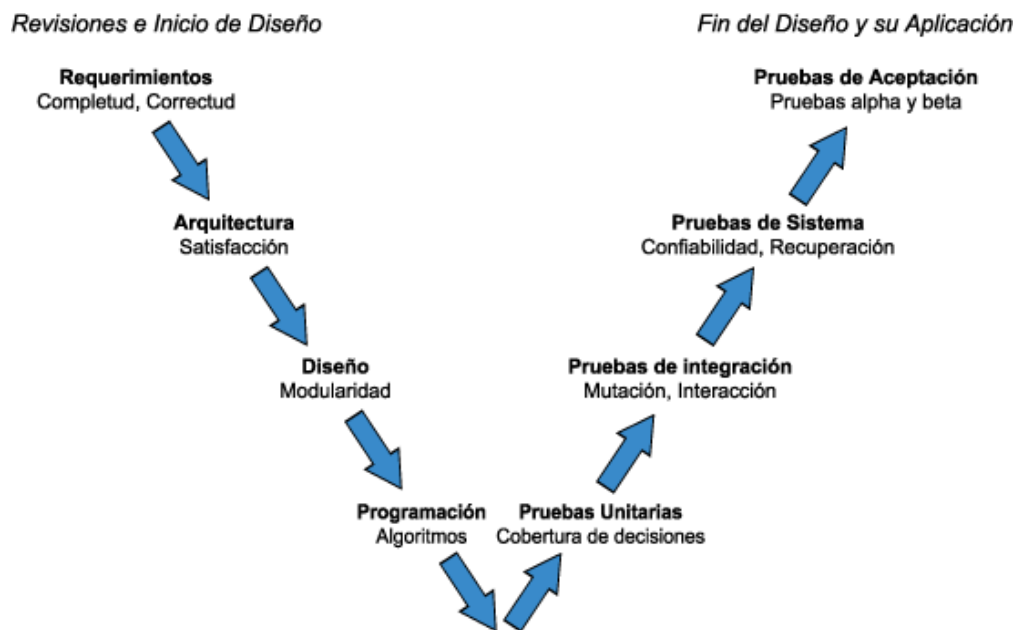 Revisiones e Inicio de Diseño
Fin del Diseño y su Aplicación
Requerimientos
Completud, Correctud
Pruebas de Aceptación
Pruebas alpha y beta
Arquitectura
Satisfacción
Pruebas de Sistema
Confiabilidad, Recuperación
Diseño
Modularidad
Pruebas de integración
Mutación, Interacción
Programación
Algoritmos
Pruebas Unitarias
Cobertura de decisiones